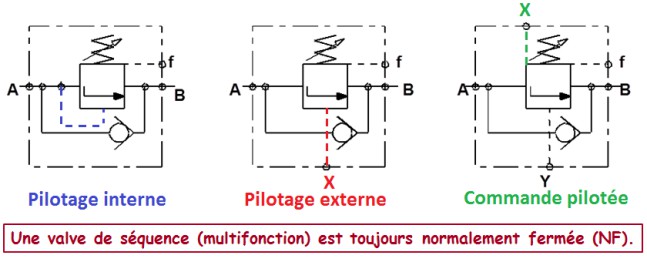 X
f
f
f
A
B
A
B
A
B
X
Y
Pilotage interne
Pilotage externe
Commande pilotée
Une valve de séquence (multifonction) est toujours normalement fermée (NF).